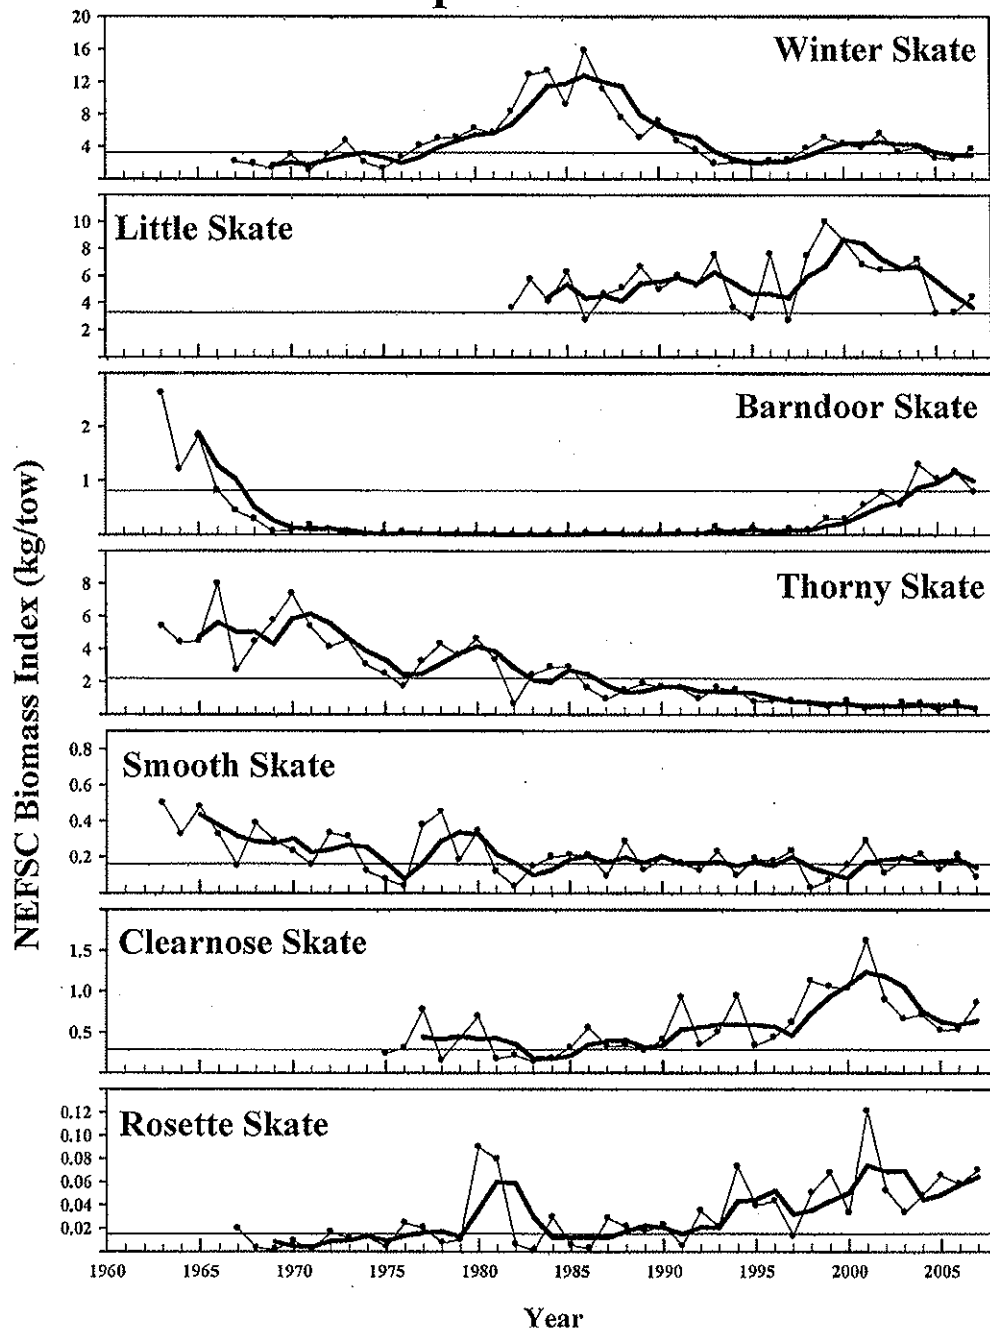 20
Winter Skate
16
12
8
4
Little Skate
10
8
6
4
2
Barndoor Skate
2
1
Thorny Skate
8
6
4
2
Smooth Skate
0.8
0.6
0.4
0.2
Clearnose Skate
1.5
1.0
0.5
Rosette Skate
0.12
0.10
0.08
0.06
0.04
0.02
1960 1965 1970 1975 1980 1985 1990 1995 2000 2005
Year
NEFSC Biomass Index (kg/tow)